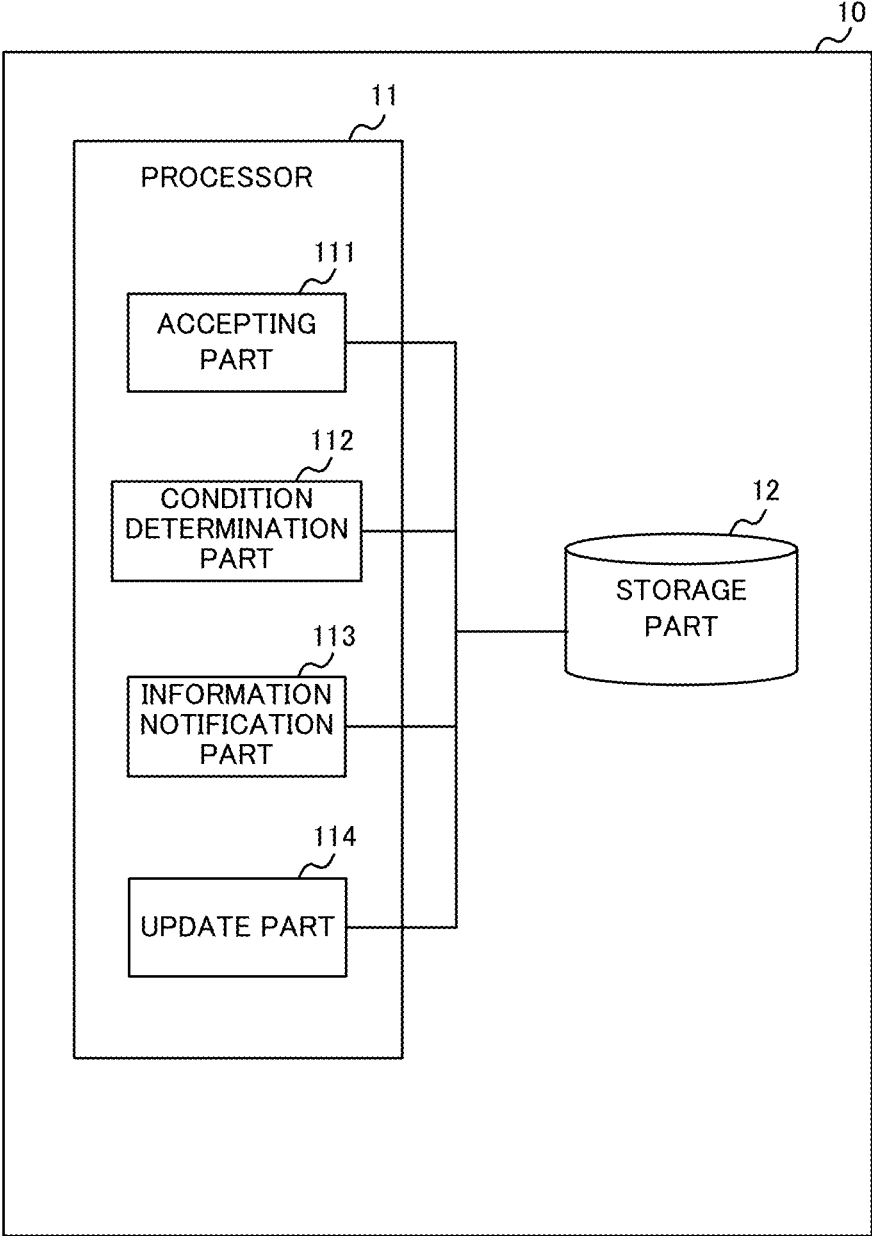 10
11
PROCESSOR
111
ACCEPTING
PART
112
CONDITION
DETERMINATION
PART
12
STORAGE
PART
113
INFORMATION
NOTIFICATION
PART
114
UPDATE PART